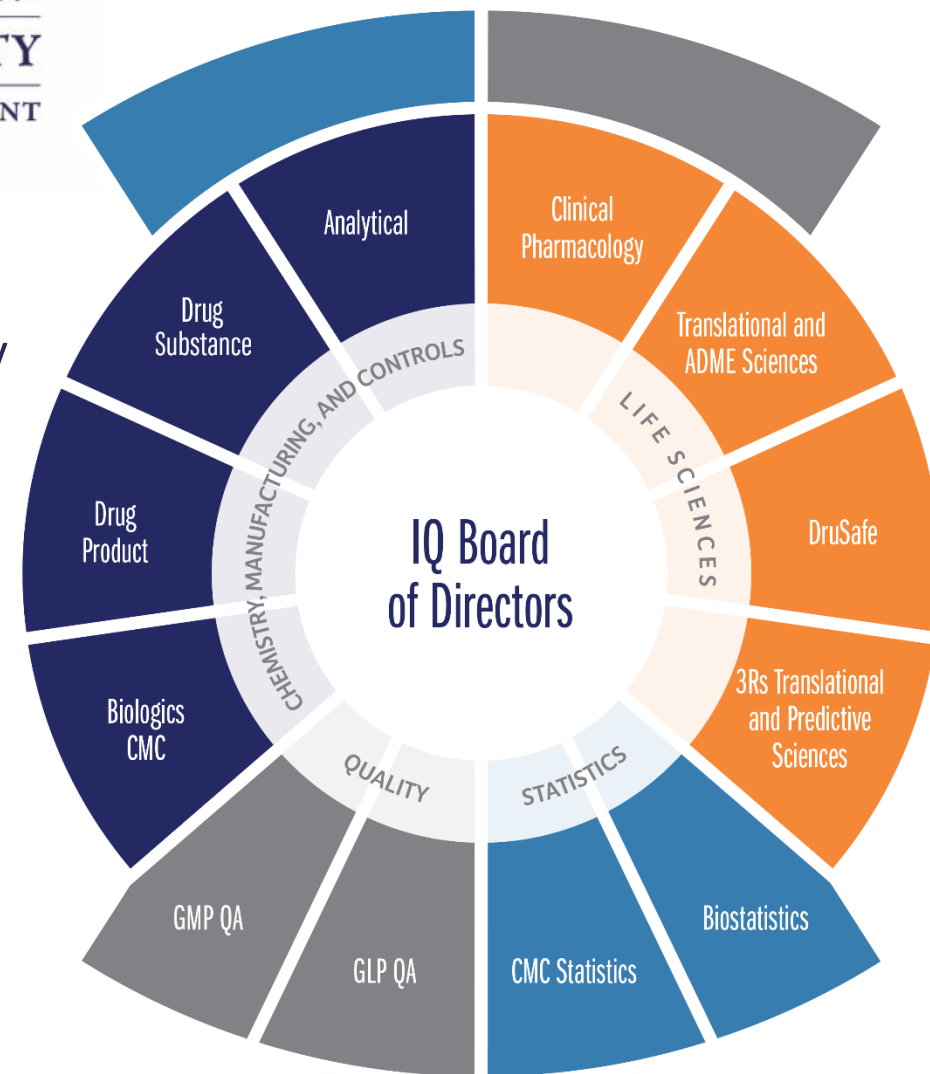 TY
NT
Analytical
Clinical
Pharmacology
Drug
Substance
Translational and
ADME Sciences
CHEMISTRY, MANUFACTURING, AND CONTROLS
LIFE SCIENCES
Drug
Product
IQ Board
of Directors
DruSafe
Biologics
CMC
3Rs Translational
and Predictive
Sciences
QUALITY
STATISTICS
GMP QA
GLP QA
CMC Statistics
Biostatistics